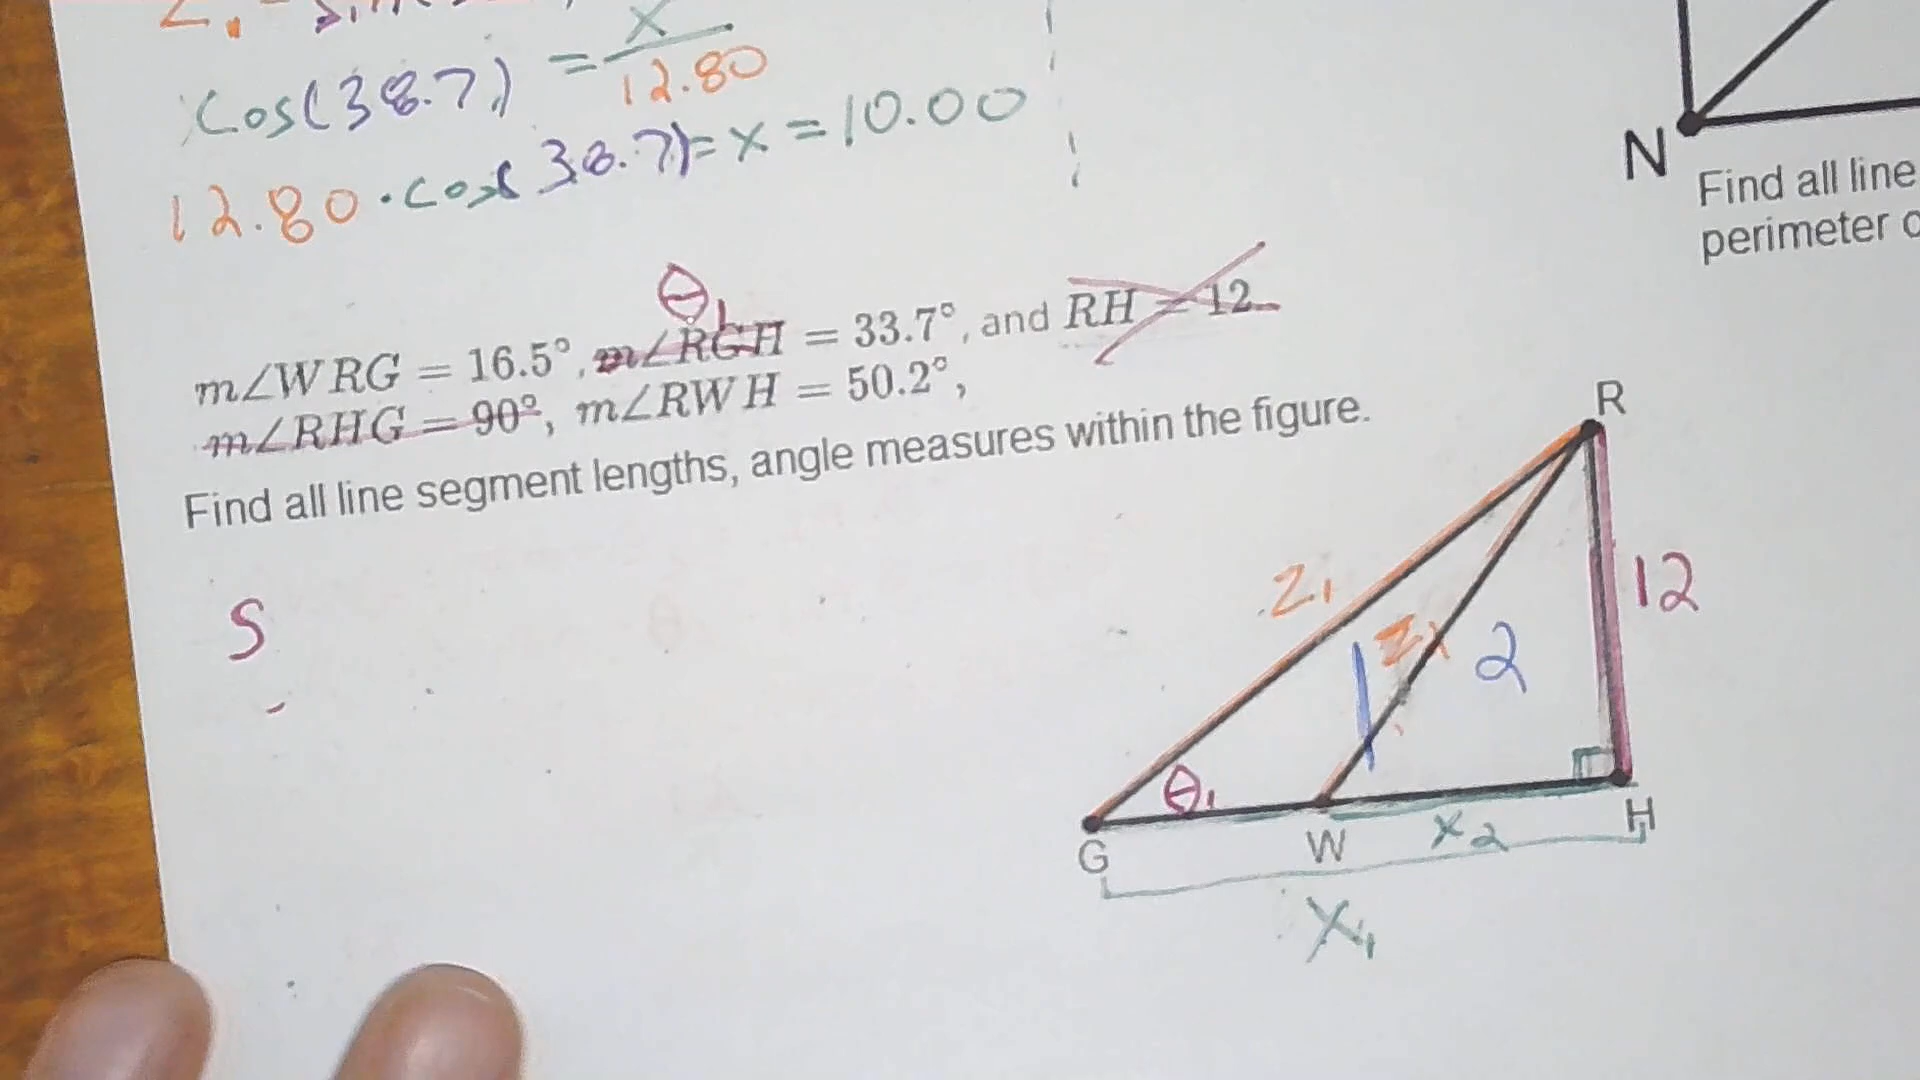 cos(38.7) = x
12.80
12.80 · cos( 38.7) = x = 10.00
N
Find all line
perimeter
θ₁
m∠WRG = 16.5°, m∠RGH = 33.7°, and RH = 12
m∠RHG = 90°, m∠RWH = 50.2°,
Find all line segment lengths, angle measures within the figure.
R
S
Z₁
12
2
θ₁
H
G
W
x₂
X₁